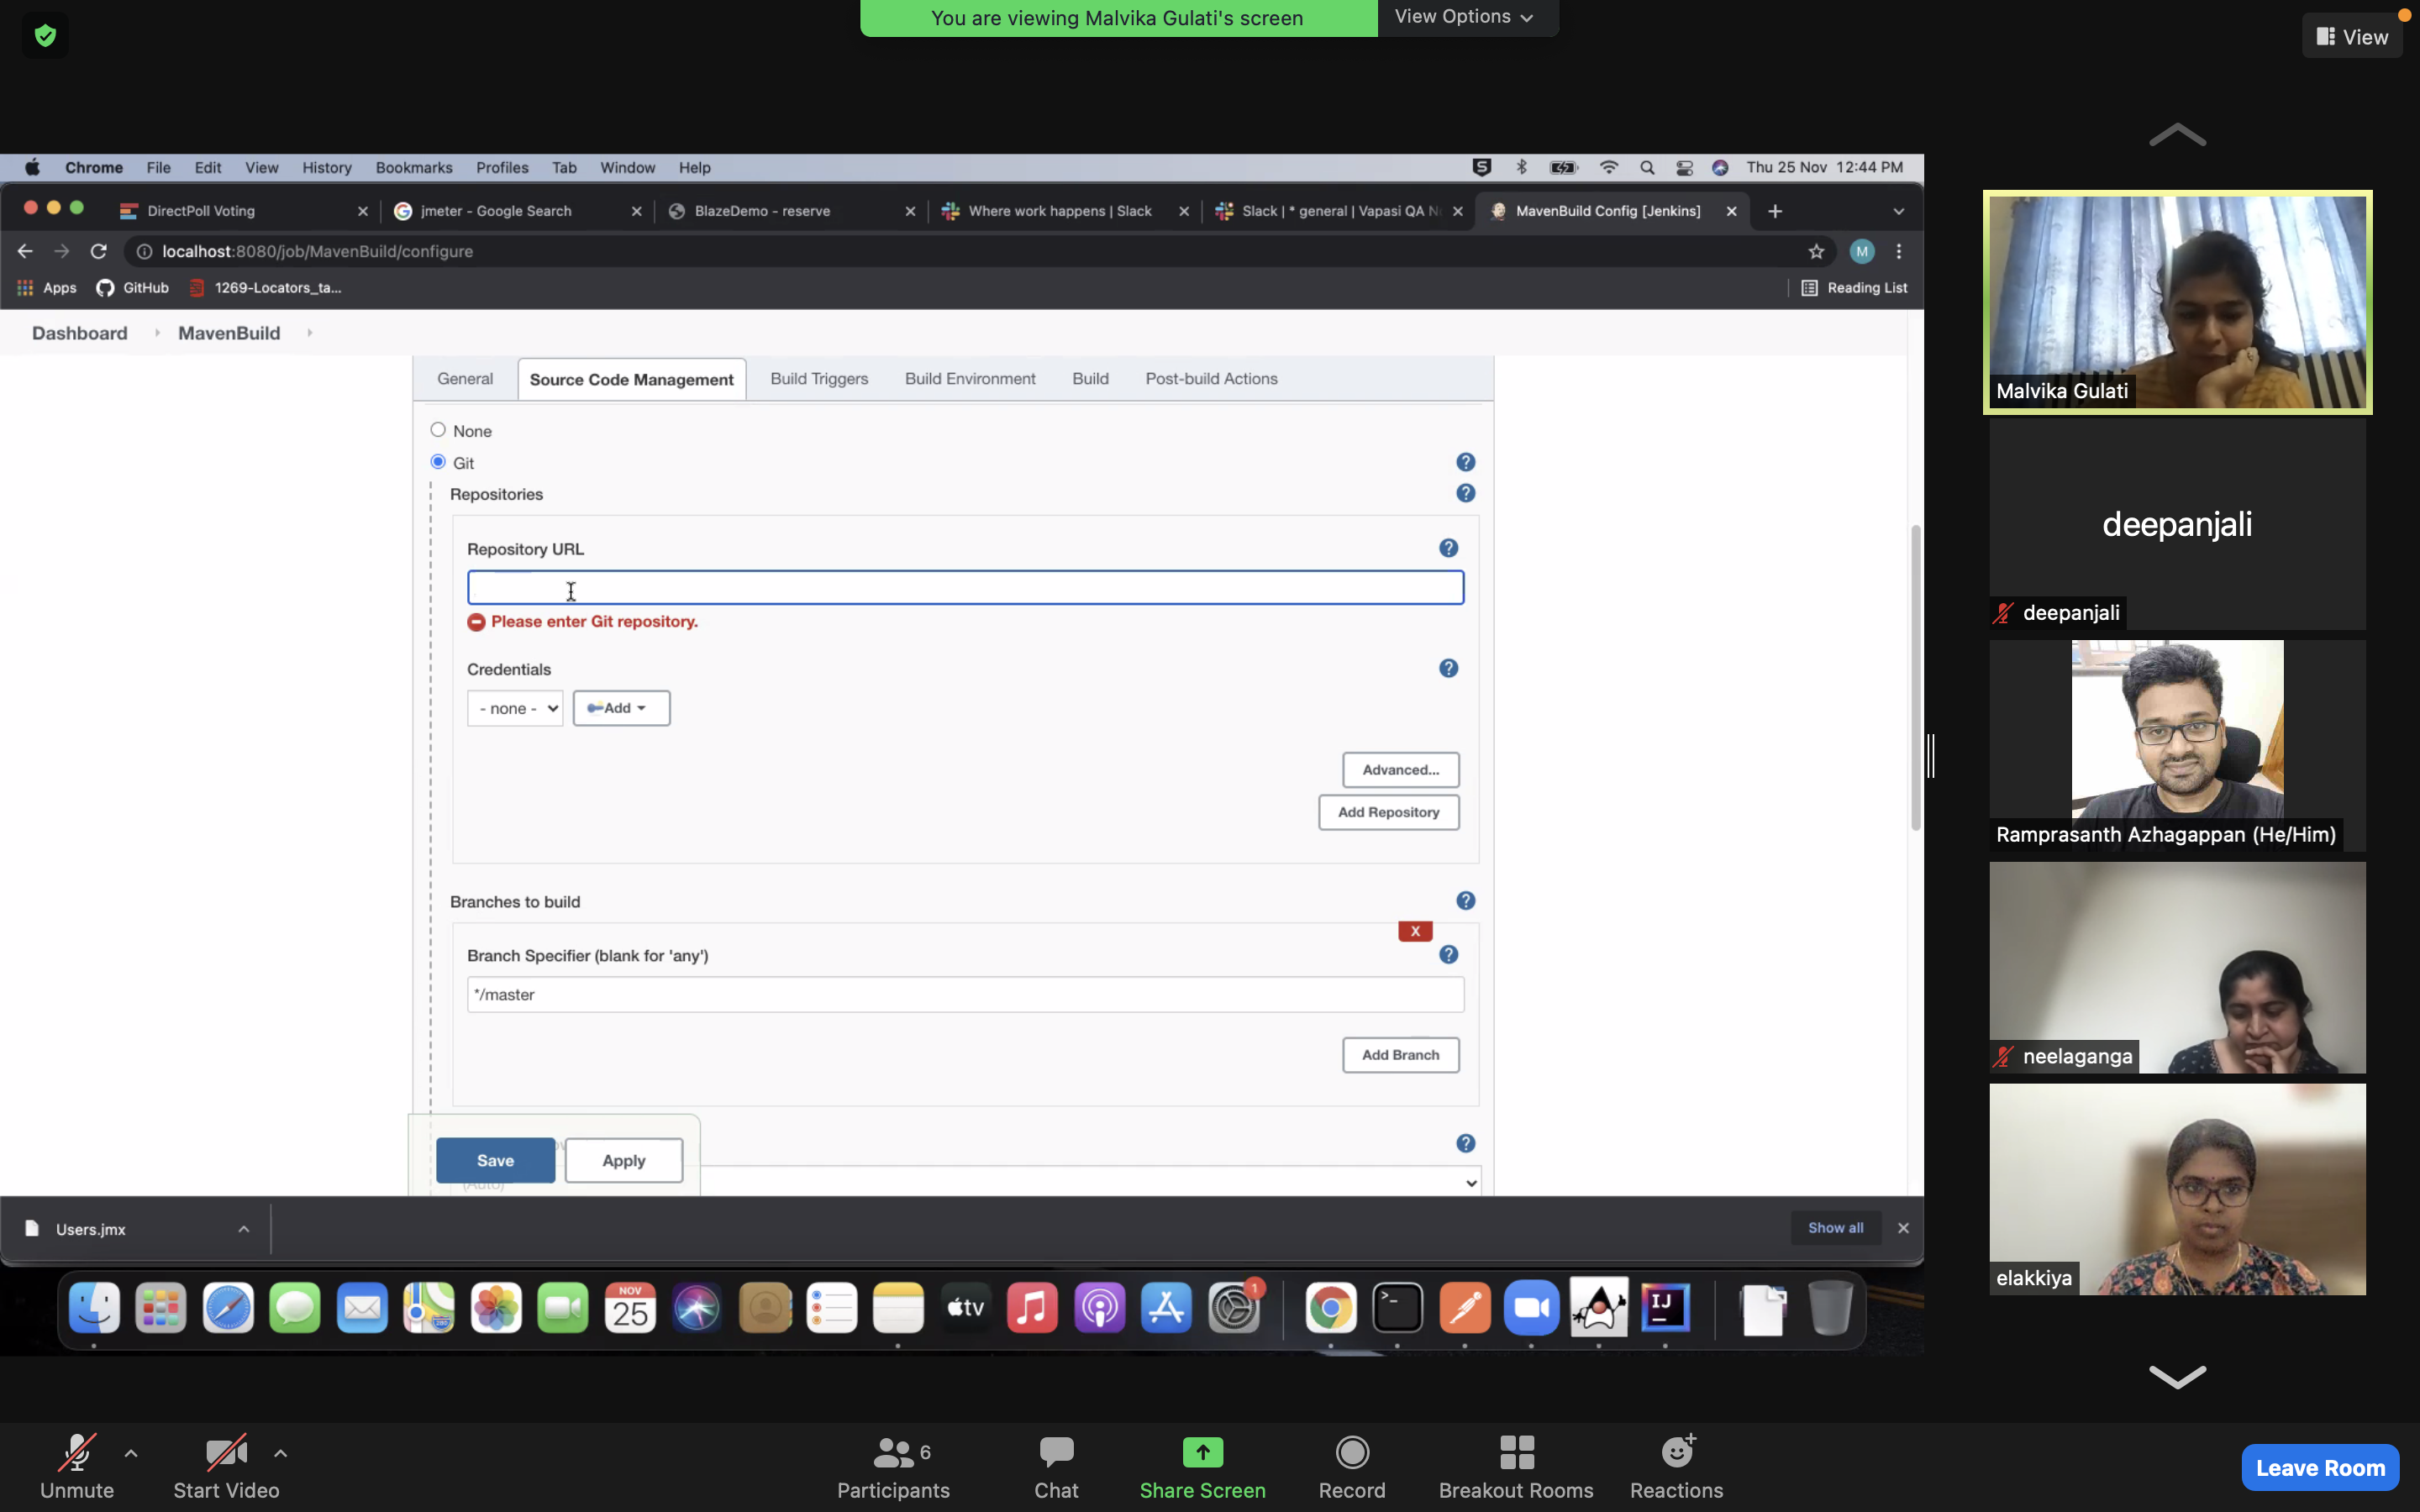 You are viewing Malvika Gulati's screen
View Options
View
Chrome File Edit View History Bookmarks Profiles Tab Window Help
Thu 25 Nov 12:44 PM
DirectPoll Voting
jmeter - Google Search
BlazeDemo - reserve
Where work happens | Slack
Slack | * general | Vapasi QA N
MavenBuild Config [Jenkins]
localhost:8080/job/MavenBuild/configure
M
Apps
GitHub
1269-Locators_ta...
Reading List
Dashboard
MavenBuild
General
Source Code Management
Build Triggers
Build Environment
Build
Post-build Actions
None
Git
Repositories
Repository URL
Please enter Git repository.
Credentials
- none -
Add
Advanced...
Add Repository
Branches to build
X
Branch Specifier (blank for 'any')
*/master
Add Branch
Save
Apply
(Auto)
Users.jmx
Show all
NOV
25
tv
1
IJ
Malvika Gulati
deepanjali
deepanjali
Ramprasanth Azhagappan (He/Him)
neelaganga
elakkiya
Unmute
Start Video
6
Participants
Chat
Share Screen
Record
Breakout Rooms
Reactions
Leave Room